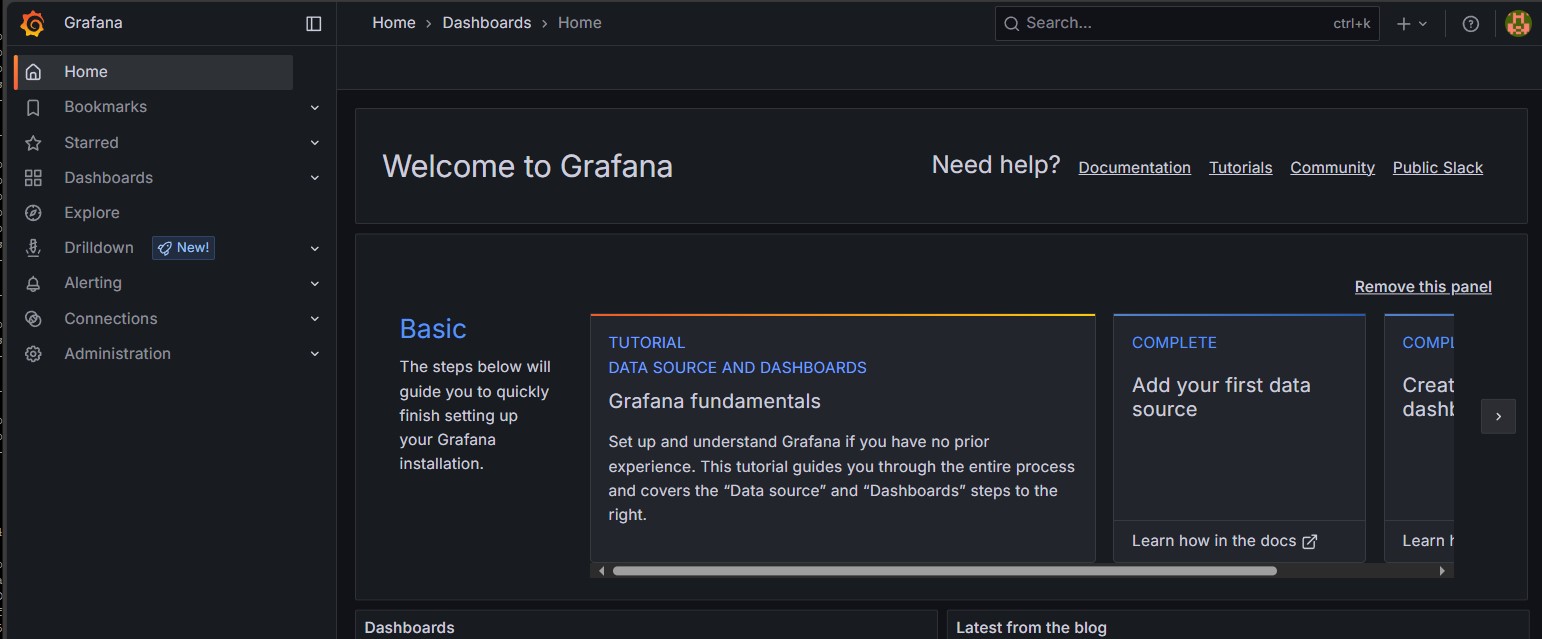 Grafana
Home › Dashboards › Home
Search... ctrl+k
Home
Bookmarks
Starred
Dashboards
Explore
Drilldown New!
Alerting
Connections
Administration
Welcome to Grafana
Need help? Documentation Tutorials Community Public Slack
Remove this panel
Basic
The steps below will
guide you to quickly
finish setting up
your Grafana
installation.
TUTORIAL
DATA SOURCE AND DASHBOARDS
Grafana fundamentals
Set up and understand Grafana if you have no prior
experience. This tutorial guides you through the entire process
and covers the “Data source” and “Dashboards” steps to the
right.
COMPLETE
Add your first data
source
Learn how in the docs
COMPL
Creat
dashb
Learn h
Dashboards
Latest from the blog